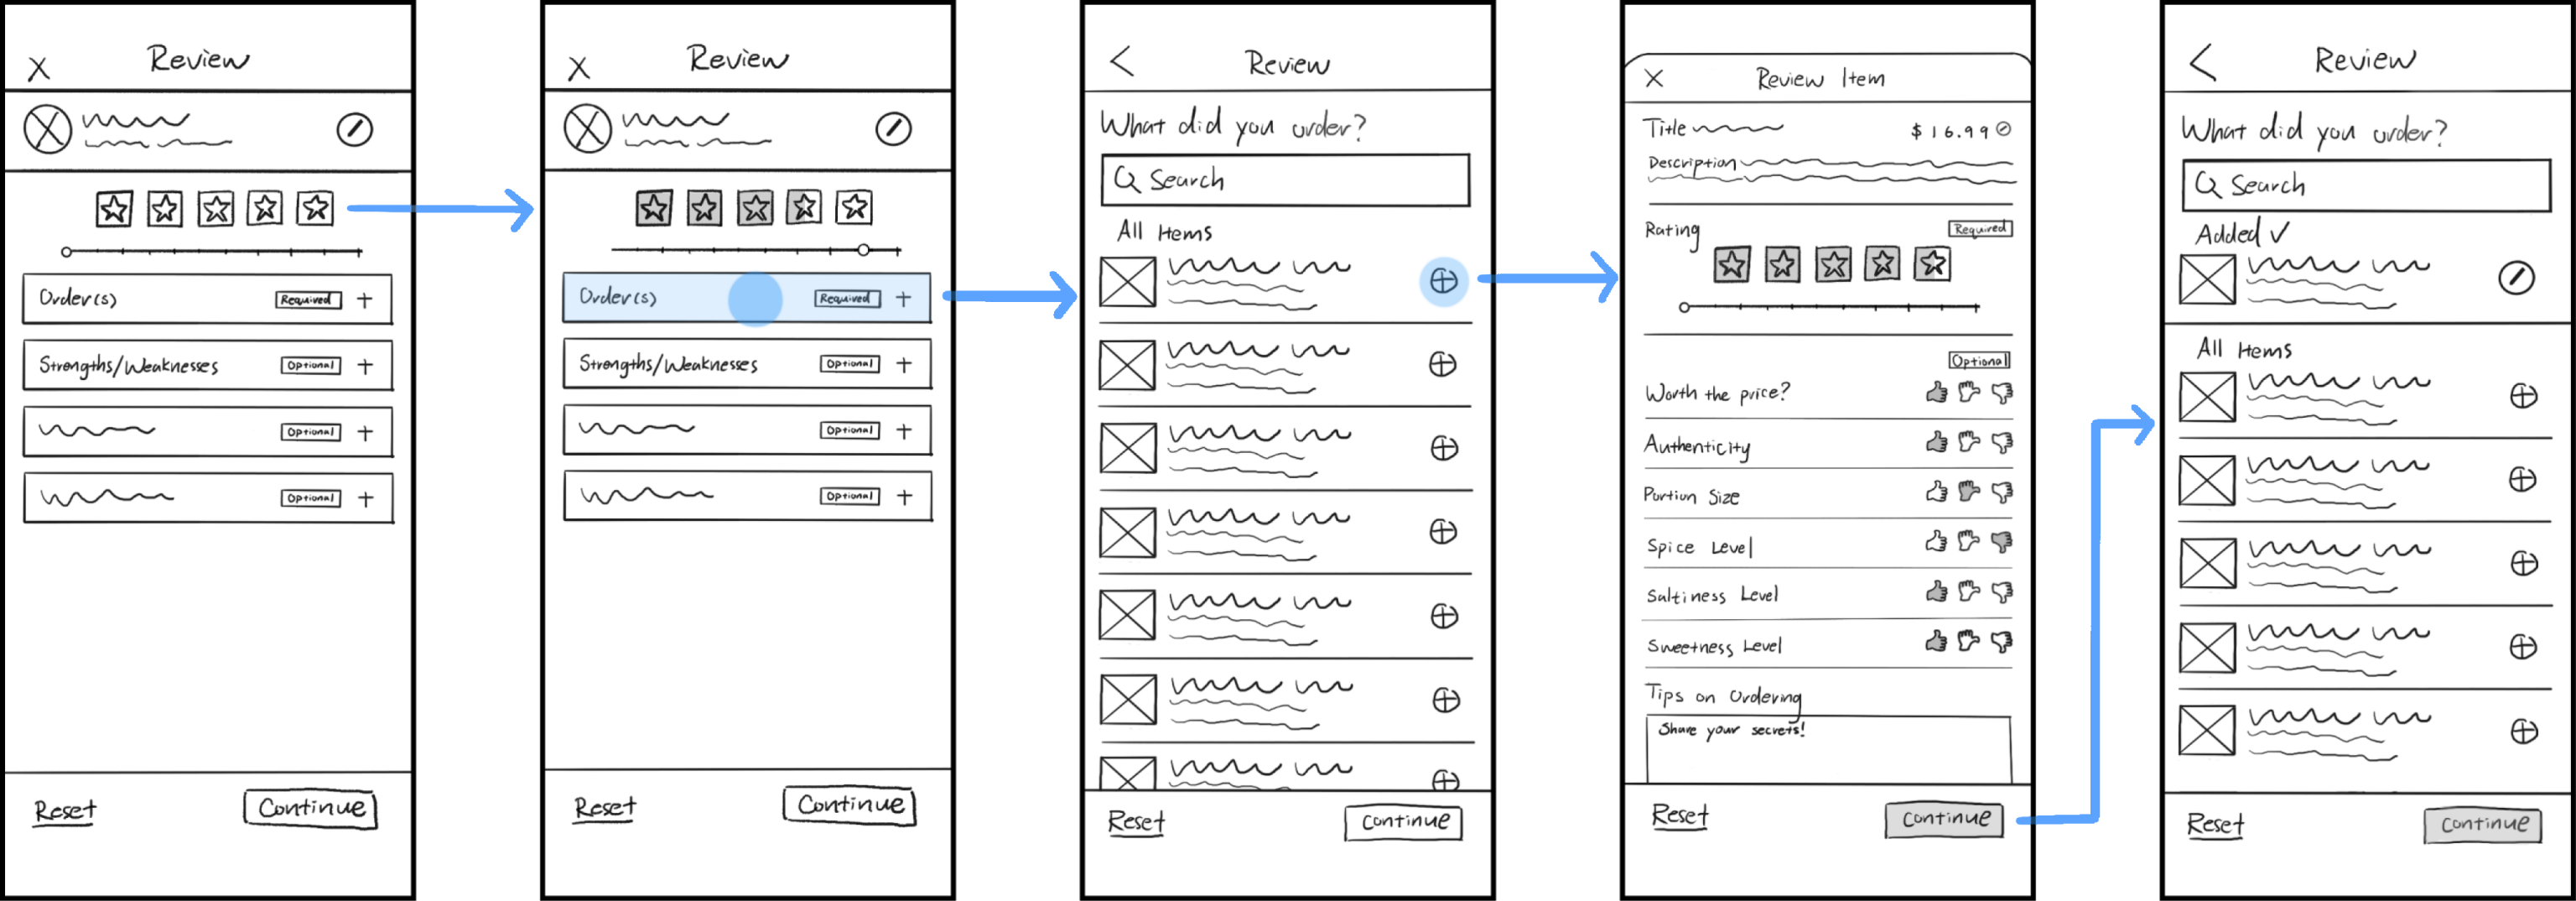 Review
Order(s) Required
Strengths/Weaknesses Optional
Optional
Optional
Reset Continue
Review
Order(s) Required
Strengths/Weaknesses Optional
Optional
Optional
Reset Continue
Review
What did you order?
Search
All Items
Reset Continue
Review Item
Title $16.99
Description
Rating Required
Optional
Worth the price?
Authenticity
Portion Size
Spice Level
Saltiness Level
Sweetness Level
Tips on Ordering
Share your secrets!
Reset Continue
Review
What did you order?
Search
Added ✓
All Items
Reset Continue